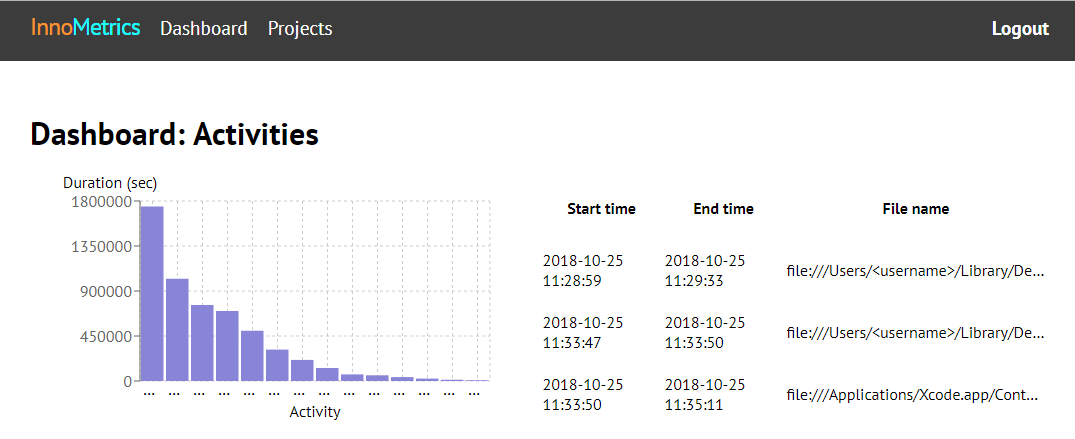 InnoMetrics Dashboard Projects Logout
Dashboard: Activities
Duration (sec)
1800000
1350000
900000
450000
0
... ... ... ... ... ... ... ... ... ... ... ... ... ...
Activity
Start time End time File name
2018-10-25 2018-10-25
11:28:59 11:29:33
file:///Users/<username>/Library/De...
2018-10-25 2018-10-25
11:33:47 11:33:50
file:///Users/<username>/Library/De...
2018-10-25 2018-10-25
11:33:50 11:35:11
file:///Applications/Xcode.app/Cont...